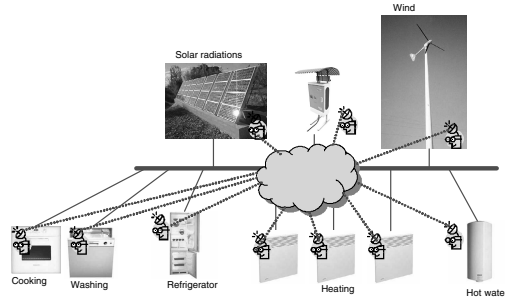 Wind
Solar radiations
Cooking
Washing
Refrigerator
Heating
Hot wate